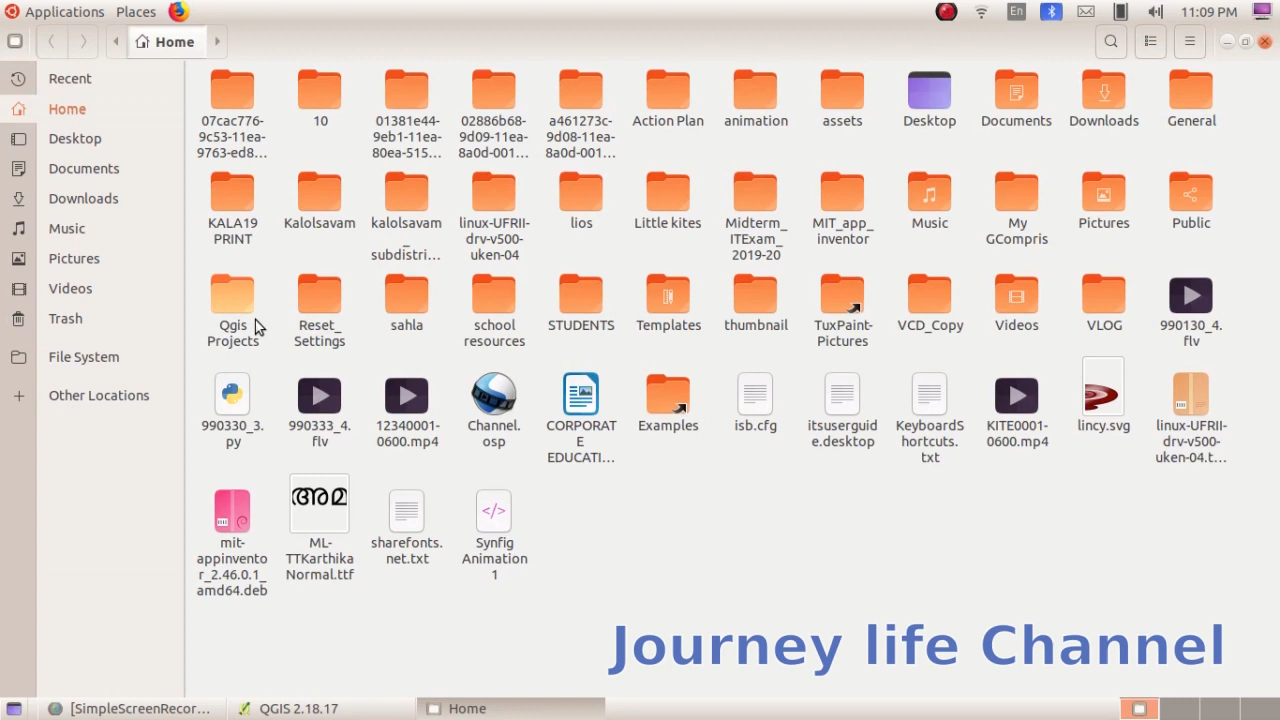 Applications Places En 11:09 PM
Home
Recent
Home
Desktop
Documents
Downloads
Music
Pictures
Videos
Trash
File System
Other Locations
07cac776-
9c53-11ea-
9763-ed8...
10
01381e44-
9eb1-11ea-
80ea-515...
02886b68-
9d09-11ea-
8a0d-001...
a461273c-
9d08-11ea-
8a0d-001...
Action Plan
animation
assets
Desktop
Documents
Downloads
General
KALA19
PRINT
Kalolsavam
kalolsavam
_
subdistri...
linux-UFRII-
drv-v500-
uken-04
lios
Little kites
Midterm_
ITExam_
2019-20
MIT_app_
inventor
Music
My
GCompris
Pictures
Public
Qgis
Projects
Reset_
Settings
sahla
school
resources
STUDENTS
Templates
thumbnail
TuxPaint-
Pictures
VCD_Copy
Videos
VLOG
990130_4.
flv
990330_3.
py
990333_4.
flv
12340001-
0600.mp4
Channel.
osp
CORPORAT
E
EDUCATI...
Examples
isb.cfg
itsuserguid
e.desktop
KeyboardS
hortcuts.
txt
KITE0001-
0600.mp4
lincy.svg
linux-UFRII-
drv-v500-
uken-04.t...
mit-
appinvento
r_2.46.0.1_
amd64.deb
ML-
TTKarthika
Normal.ttf
sharefonts.
net.txt
Synfig
Animation
1
Journey life Channel
[SimpleScreenRecor... QGIS 2.18.17 Home